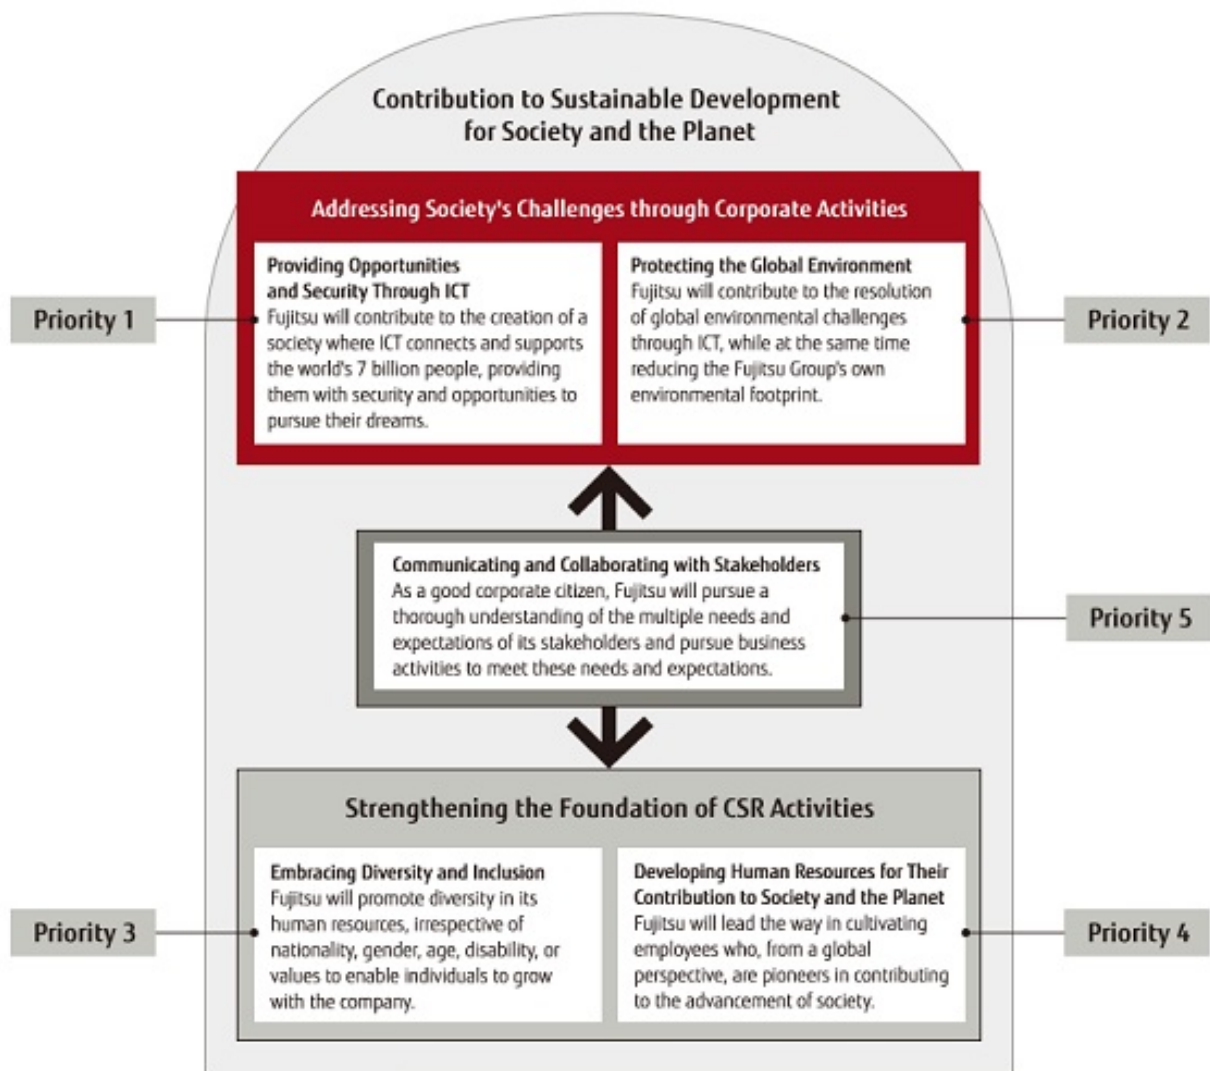 Contribution to Sustainable Development
for Society and the Planet
Addressing Society's Challenges through Corporate Activities
Priority 1
Providing Opportunities
and Security Through ICT
Fujitsu will contribute to the creation of a
society where ICT connects and supports
the world's 7 billion people, providing
them with security and opportunities to
pursue their dreams.
Protecting the Global Environment
Fujitsu will contribute to the resolution
of global environmental challenges
through ICT, while at the same time
reducing the Fujitsu Group's own
environmental footprint.
Priority 2
Communicating and Collaborating with Stakeholders
As a good corporate citizen, Fujitsu will pursue a
thorough understanding of the multiple needs and
expectations of its stakeholders and pursue business
activities to meet these needs and expectations.
Priority 5
Strengthening the Foundation of CSR Activities
Priority 3
Embracing Diversity and Inclusion
Fujitsu will promote diversity in its
human resources, irrespective of
nationality, gender, age, disability, or
values to enable individuals to grow
with the company.
Developing Human Resources for Their
Contribution to Society and the Planet
Fujitsu will lead the way in cultivating
employees who, from a global
perspective, are pioneers in contributing
to the advancement of society.
Priority 4